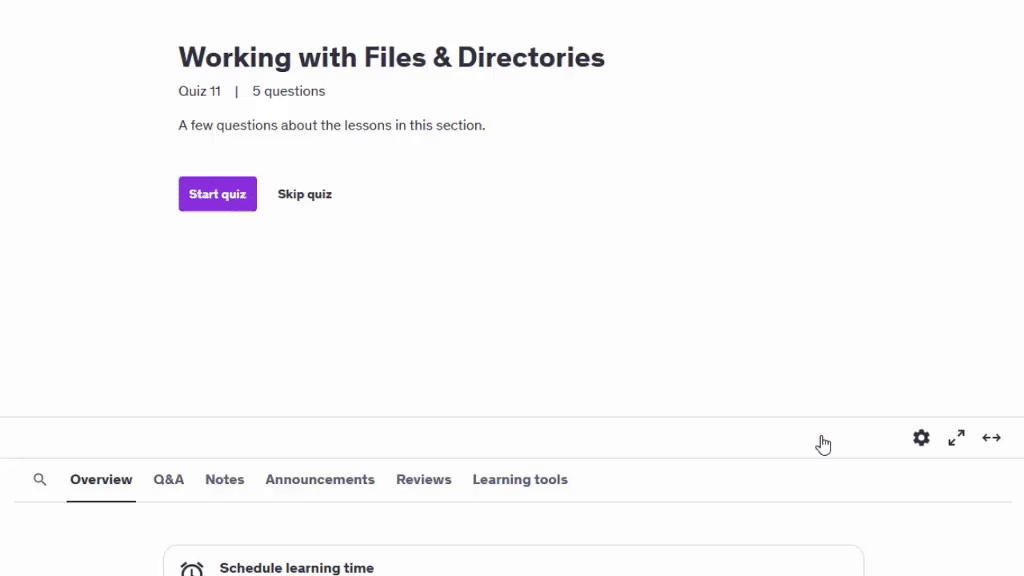 Working with Files & Directories
Quiz 11 | 5 questions
A few questions about the lessons in this section.
Start quiz Skip quiz
Overview Q&A Notes Announcements Reviews Learning tools
Schedule learning time